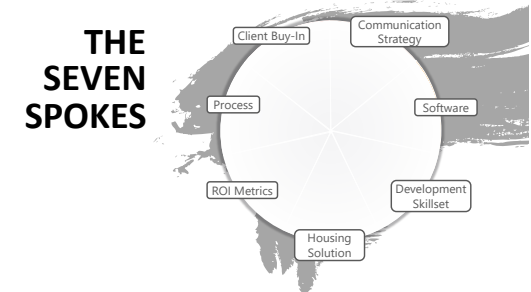 THE
SEVEN
SPOKES
Client Buy-In
Communication
Strategy
Process
Software
ROI Metrics
Development
Skillset
Housing
Solution